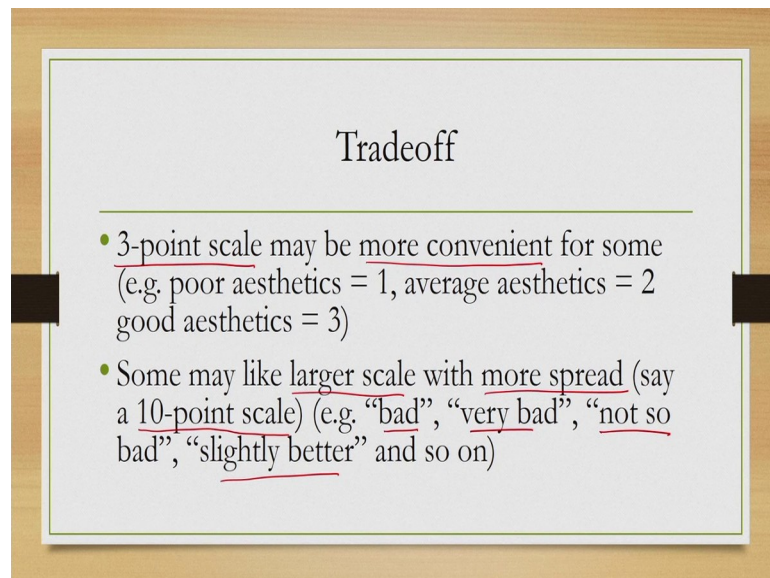 Tradeoff
• 3-point scale may be more convenient for some
(e.g. poor aesthetics = 1, average aesthetics = 2
good aesthetics = 3)
• Some may like larger scale with more spread (say
a 10-point scale) (e.g. “bad”, “very bad”, “not so
bad”, “slightly better” and so on)